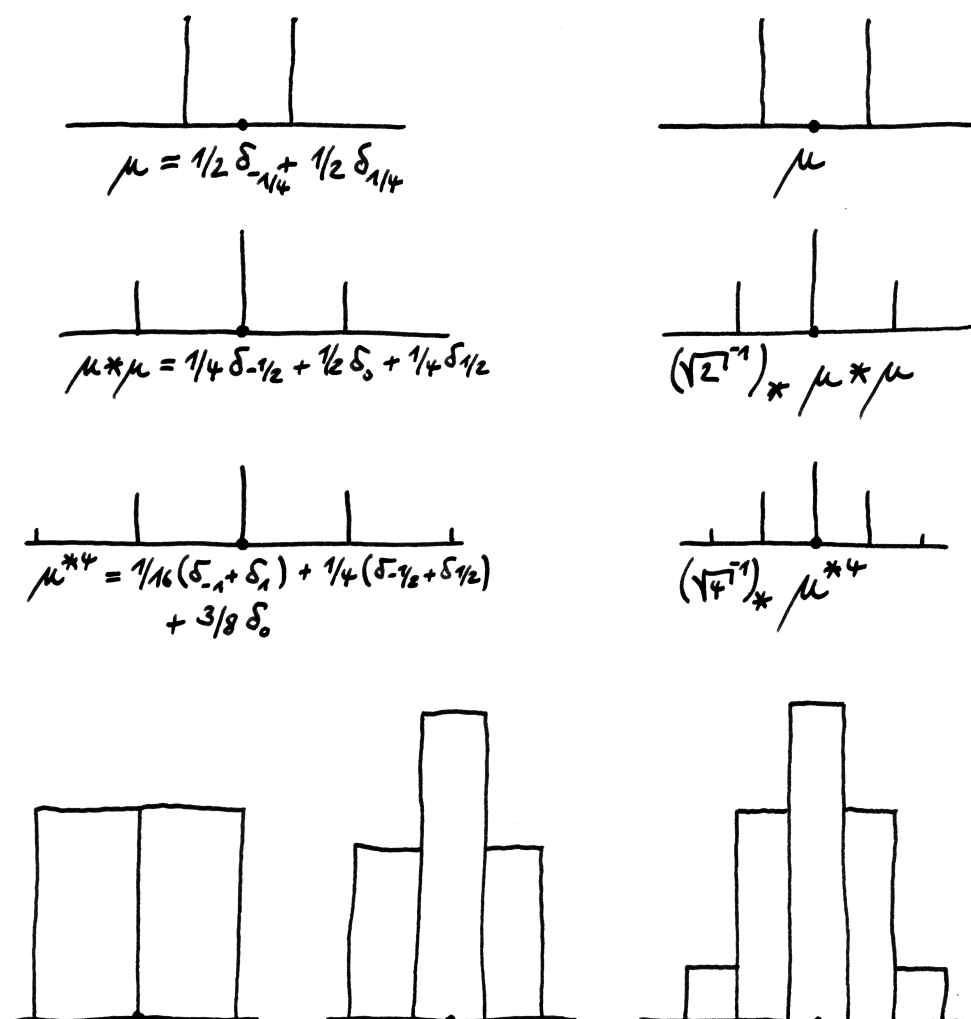 μ = 1/2 δ_{-1/4} + 1/2 δ_{1/4}
μ
μ*μ = 1/4 δ_{-1/2} + 1/2 δ_0 + 1/4 δ_{1/2}
(√2^{-1})_* μ*μ
μ^{*4} = 1/16(δ_{-1}+δ_1) + 1/4(δ_{-1/2}+δ_{1/2})
+ 3/8 δ_0
(√4^{-1})_* μ^{*4}